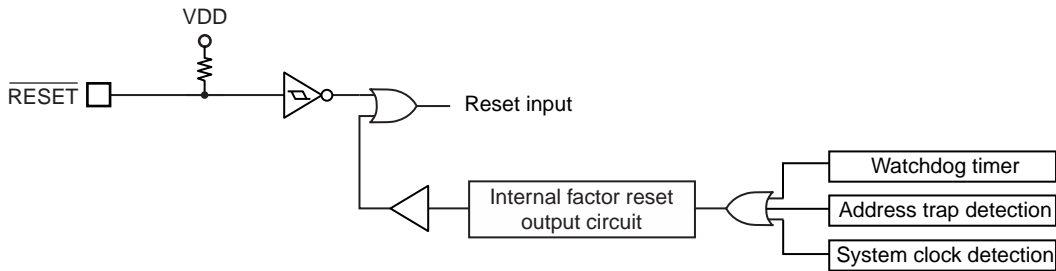 VDD
RESET
Reset input
Watchdog timer
Internal factor reset
output circuit
Address trap detection
System clock detection